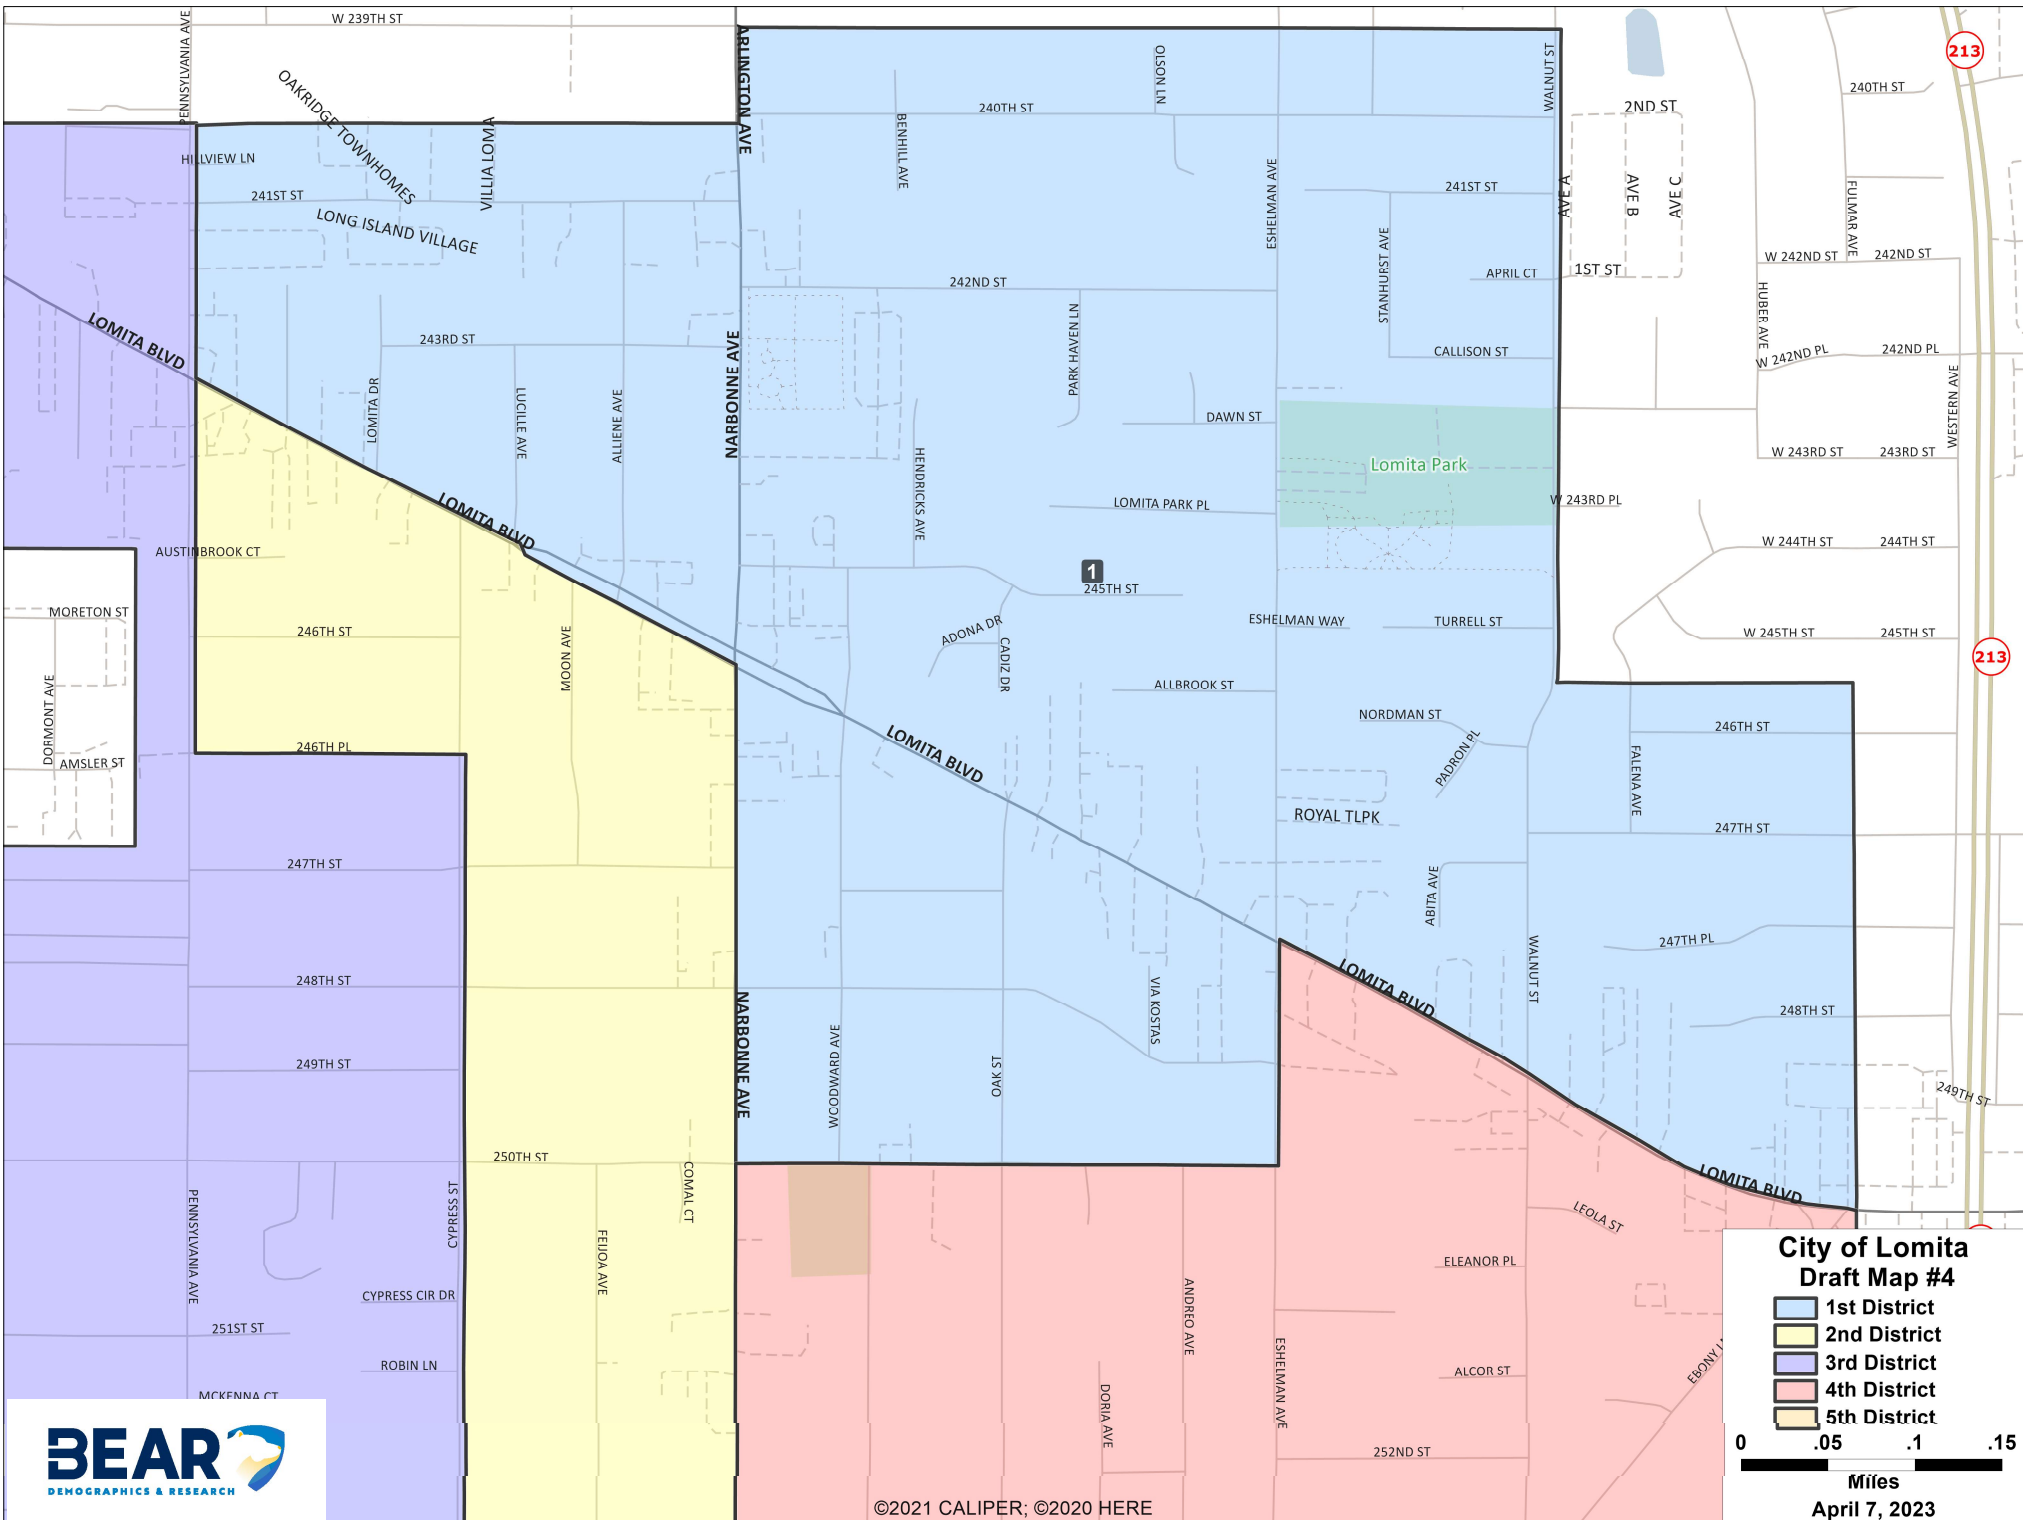 W 239TH ST
PENNSYLVANIA AVE
ARLINGTON AVE
OLSON LN
WALNUT ST
213
OAKRIDGE TOWNHOMES
VILLIA LOMA
240TH ST
BENHILL AVE
2ND ST
240TH ST
HILLVIEW LN
241ST ST
LONG ISLAND VILLAGE
ESHELMAN AVE
241ST ST
AVE A
AVE B
AVE C
FULMAR AVE
STANHURST AVE
APRIL CT
1ST ST
W 242ND ST
242ND ST
242ND ST
LOMITA BLVD
243RD ST
NARBONNE AVE
PARK HAVEN LN
CALLISON ST
HUBER AVE
W 242ND PL
242ND PL
WESTERN AVE
LOMITA DR
LUCILLE AVE
ALLIENE AVE
DAWN ST
HENDRICKS AVE
Lomita Park
W 243RD ST
243RD ST
LOMITA BLVD
LOMITA PARK PL
W 243RD PL
AUSTINBROOK CT
W 244TH ST
244TH ST
1
245TH ST
MORETON ST
246TH ST
MOON AVE
ADONA DR
CADIZ DR
ESHELMAN WAY
TURRELL ST
W 245TH ST
245TH ST
213
DORMONT AVE
ALLBROOK ST
NORDMAN ST
PADRON PL
246TH ST
FALENA AVE
246TH PL
AMSLER ST
LOMITA BLVD
ROYAL TLPK
247TH ST
247TH ST
ABITA AVE
WALNUT ST
247TH PL
248TH ST
NARBONNE AVE
VIA KOSTAS
LOMITA BLVD
248TH ST
249TH ST
WOODWARD AVE
OAK ST
249TH ST
250TH ST
COMAL CT
LOMITA BLVD
PENNSYLVANIA AVE
CYPRESS ST
FEIJOA AVE
LEOLA ST
ELEANOR PL
CYPRESS CIR DR
251ST ST
ANDREO AVE
ESHELMAN AVE
ROBIN LN
ALCOR ST
EBONY
MCKENNA CT
DORIA AVE
252ND ST
City of Lomita
Draft Map #4
1st District
2nd District
3rd District
4th District
5th District
0 .05 .1 .15
Miles
April 7, 2023
BEAR
DEMOGRAPHICS & RESEARCH
©2021 CALIPER; ©2020 HERE